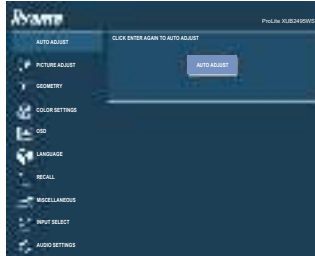 ProLite XUB2495WS
AUTO ADJUST
CLICK ENTER AGAIN TO AUTO ADJUST
AUTO ADJUST
PICTURE ADJUST
GEOMETRY
COLOR SETTINGS
OSD
LANGUAGE
RECALL
MISCELLANEOUS
INPUT SELECT
AUDIO SETTINGS